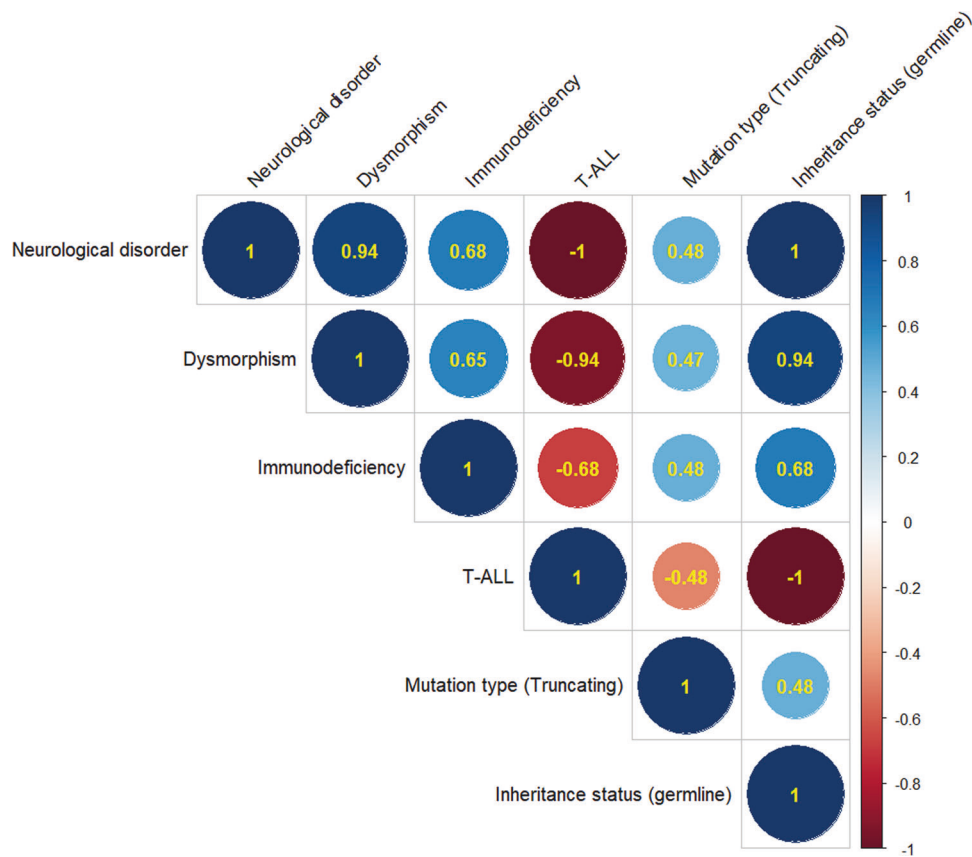 Neurological disorder
Dysmorphism
Immunodeficiency
T-ALL
Mutation type (Truncating)
Inheritance status (germline)
Neurological disorder 1 0.94 0.68 -1 0.48 1
Dysmorphism 1 0.65 -0.94 0.47 0.94
Immunodeficiency 1 -0.68 0.48 0.68
T-ALL 1 -0.48 -1
Mutation type (Truncating) 1 0.48
Inheritance status (germline) 1
1
0.8
0.6
0.4
0.2
0
-0.2
-0.4
-0.6
-0.8
-1